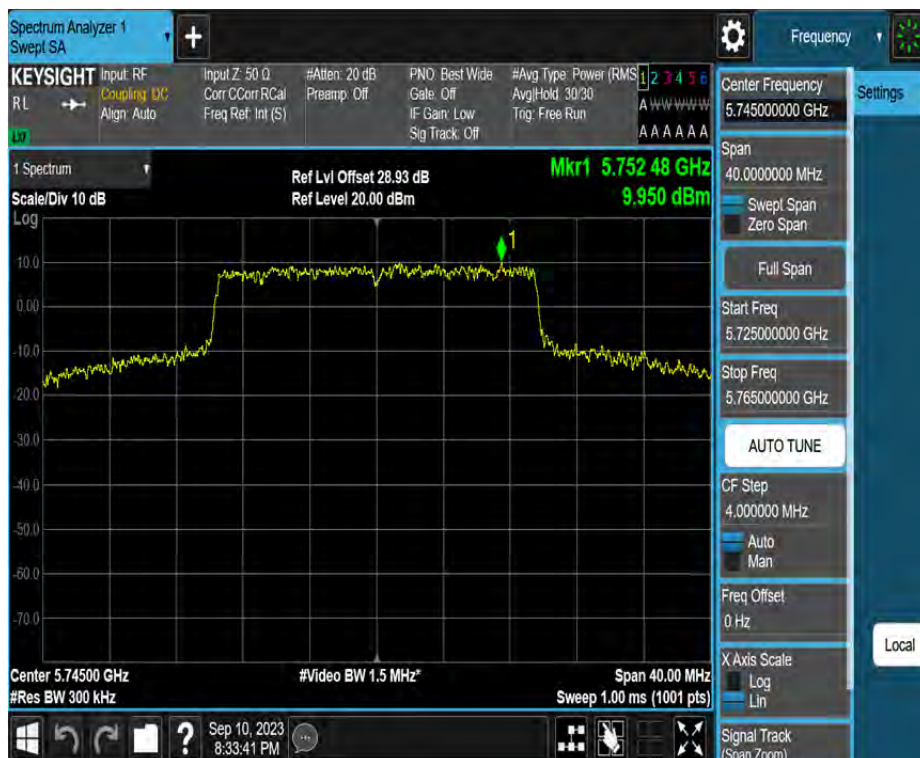 Spectrum Analyzer 1
Swept SA
+
Frequency
KEYSIGHT
RL
LXI
Input: RF
Coupling: DC
Align: Auto
Input Z: 50 Ω
Corr CCorr RCal
Freq Ref: Int (S)
#Atten: 20 dB
Preamp: Off
PNO: Best Wide
Gate: Off
IF Gain: Low
Sig Track: Off
#Avg Type: Power (RMS
Avg|Hold: 30/30
Trig: Free Run
1 2 3 4 5 6
A W W W W W
A A A A A A
Center Frequency
5.745000000 GHz
Settings
1 Spectrum
Scale/Div 10 dB
Ref Lvl Offset 28.93 dB
Ref Level 20.00 dBm
Mkr1 5.752 48 GHz
9.950 dBm
Span
40.0000000 MHz
Swept Span
Zero Span
Full Span
Start Freq
5.725000000 GHz
Stop Freq
5.765000000 GHz
AUTO TUNE
CF Step
4.000000 MHz
Auto
Man
Freq Offset
0 Hz
X Axis Scale
Log
Lin
Signal Track
(Span Zoom)
Local
Log
1
10.0
0.00
-10.0
-20.0
-30.0
-40.0
-50.0
-60.0
-70.0
Center 5.74500 GHz
#Video BW 1.5 MHz*
Span 40.00 MHz
#Res BW 300 kHz
Sweep 1.00 ms (1001 pts)
?
Sep 10, 2023
8:33:41 PM